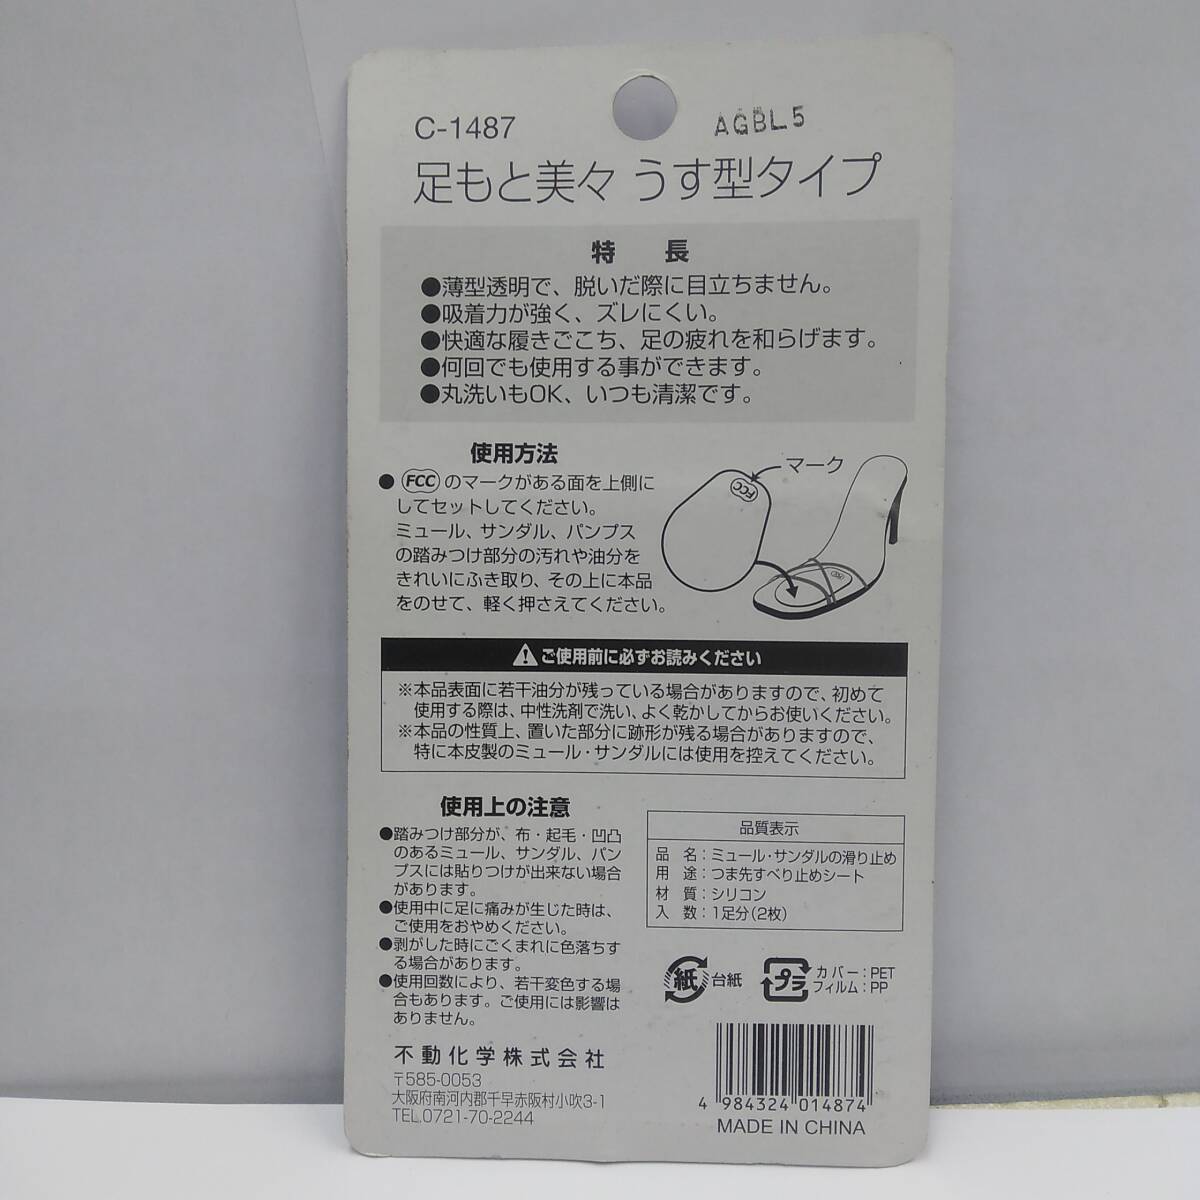 C-1487
AGBL5
足もと美々 うす型タイプ
特 長
●薄型透明で、脱いだ際に目立ちません。
●吸着力が強く、ズレにくい。
●快適な履きごこち、足の疲れを和らげます。
●何回でも使用する事ができます。
●丸洗いもOK、いつも清潔です。
使用方法
●FCCのマークがある面を上側に
してセットしてください。
ミュール、サンダル、パンプス
の踏みつけ部分の汚れや油分を
きれいにふき取り、その上に本品
をのせて、軽く押さえてください。
マーク
FCC
FCC
ご使用前に必ずお読みください
※本品表面に若干油分が残っている場合がありますので、初めて
使用する際は、中性洗剤で洗い、よく乾かしてからお使いください。
※本品の性質上、置いた部分に跡形が残る場合がありますので、
特に本皮製のミュール・サンダルには使用を控えてください。
使用上の注意
●踏みつけ部分が、布・起毛・凹凸
のあるミュール、サンダル、パン
プスには貼りつけが出来ない場合
があります。
●使用中に足に痛みが生じた時は、
ご使用をおやめください。
●剥がした時にごくまれに色落ちす
る場合があります。
●使用回数により、若干変色する場
合もあります。ご使用には影響は
ありません。
品質表示
品 名：ミュール・サンダルの滑り止め
用 途：つま先すべり止めシート
材 質：シリコン
入 数：1足分(2枚)
紙 台紙
プラ カバー：PET
フィルム：PP
不動化学株式会社
〒585-0053
大阪府南河内郡千早赤阪村小吹3-1
TEL.0721-70-2244
4 984324 014874
MADE IN CHINA